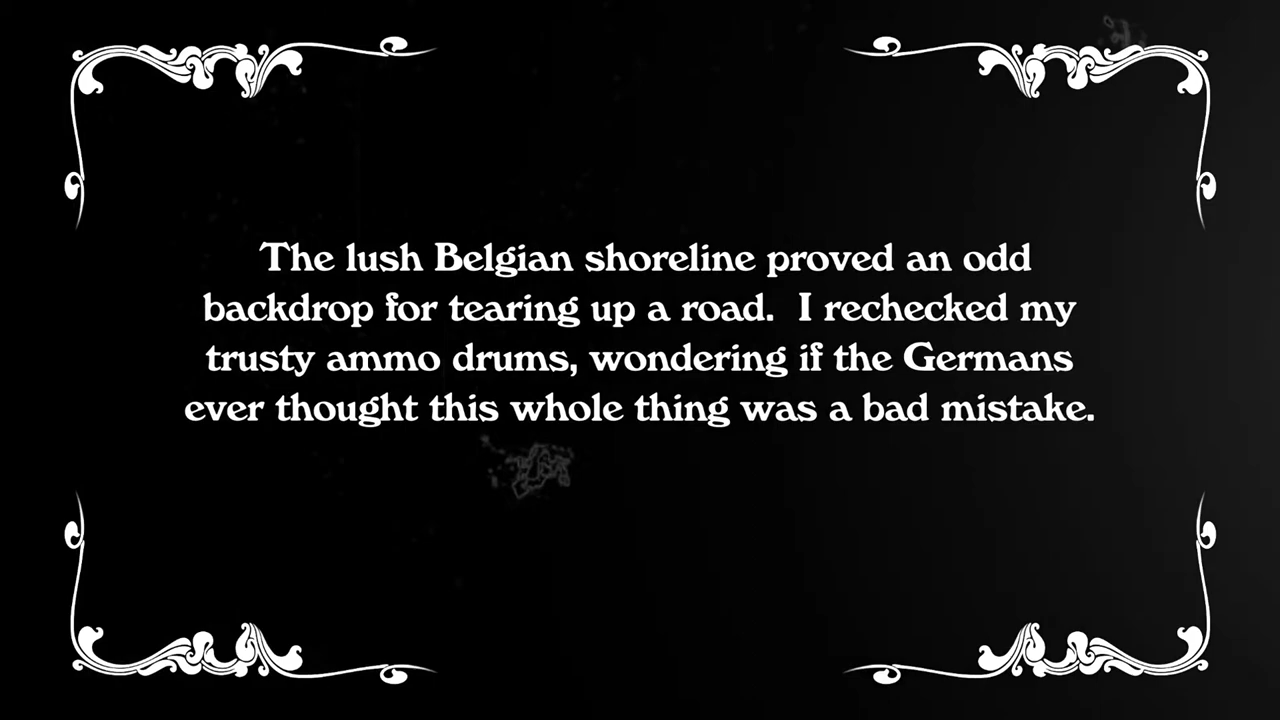 The lush Belgian shoreline proved an odd
backdrop for tearing up a road.  I rechecked my
trusty ammo drums, wondering if the Germans
ever thought this whole thing was a bad mistake.